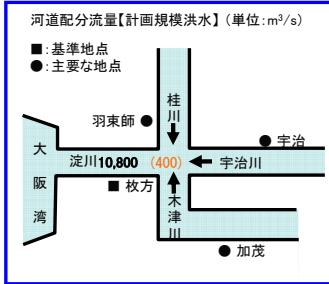 河道配分流量【計画規模洪水】（単位：m³/s）
■：基準地点
●：主要な地点
桂川
羽束師 ●
宇治 ●
大阪湾
淀川 10,800 (400)
宇治川
■ 枚方
木津川
● 加茂